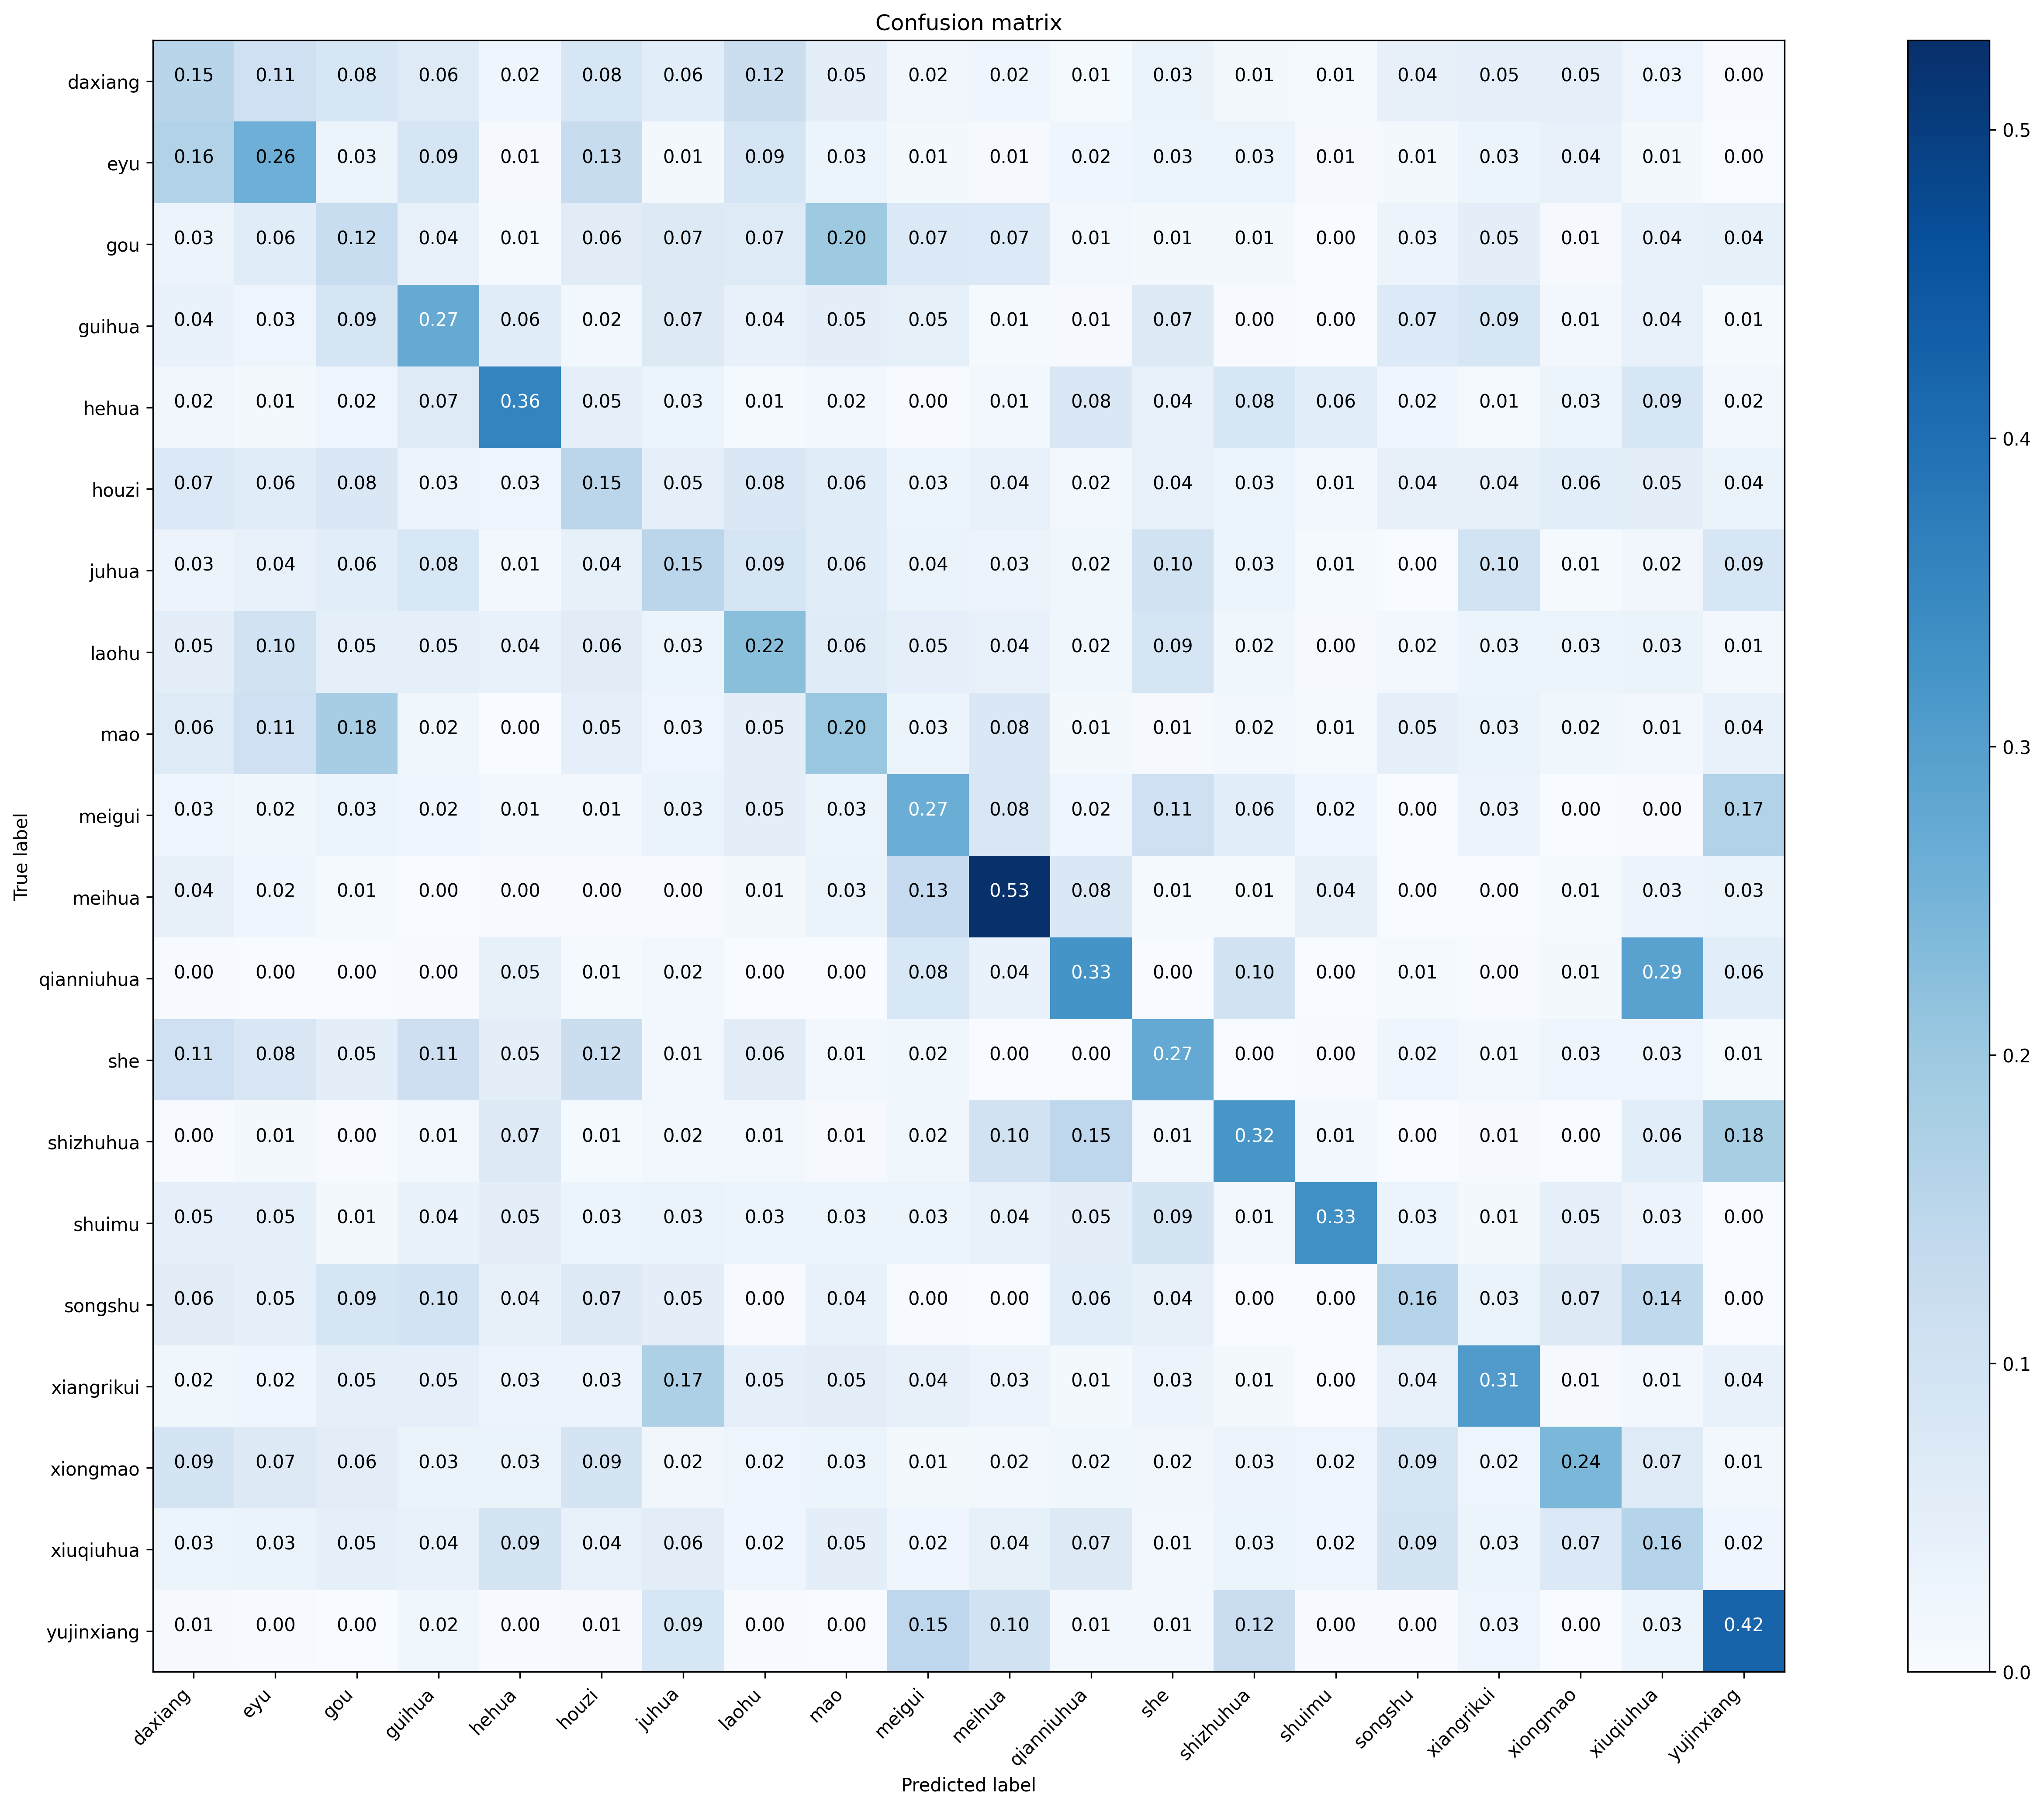 Confusion matrix
daxiang 0.15 0.11 0.08 0.06 0.02 0.08 0.06 0.12 0.05 0.02 0.02 0.01 0.03 0.01 0.01 0.04 0.05 0.05 0.03 0.00
eyu 0.16 0.26 0.03 0.09 0.01 0.13 0.01 0.09 0.03 0.01 0.01 0.02 0.03 0.03 0.01 0.01 0.03 0.04 0.01 0.00
gou 0.03 0.06 0.12 0.04 0.01 0.06 0.07 0.07 0.20 0.07 0.07 0.01 0.01 0.01 0.00 0.03 0.05 0.01 0.04 0.04
guihua 0.04 0.03 0.09 0.27 0.06 0.02 0.07 0.04 0.05 0.05 0.01 0.01 0.07 0.00 0.00 0.07 0.09 0.01 0.04 0.01
hehua 0.02 0.01 0.02 0.07 0.36 0.05 0.03 0.01 0.02 0.00 0.01 0.08 0.04 0.08 0.06 0.02 0.01 0.03 0.09 0.02
houzi 0.07 0.06 0.08 0.03 0.03 0.15 0.05 0.08 0.06 0.03 0.04 0.02 0.04 0.03 0.01 0.04 0.04 0.06 0.05 0.04
juhua 0.03 0.04 0.06 0.08 0.01 0.04 0.15 0.09 0.06 0.04 0.03 0.02 0.10 0.03 0.01 0.00 0.10 0.01 0.02 0.09
laohu 0.05 0.10 0.05 0.05 0.04 0.06 0.03 0.22 0.06 0.05 0.04 0.02 0.09 0.02 0.00 0.02 0.03 0.03 0.03 0.01
mao 0.06 0.11 0.18 0.02 0.00 0.05 0.03 0.05 0.20 0.03 0.08 0.01 0.01 0.02 0.01 0.05 0.03 0.02 0.01 0.04
meigui 0.03 0.02 0.03 0.02 0.01 0.01 0.03 0.05 0.03 0.27 0.08 0.02 0.11 0.06 0.02 0.00 0.03 0.00 0.00 0.17
meihua 0.04 0.02 0.01 0.00 0.00 0.00 0.00 0.01 0.03 0.13 0.53 0.08 0.01 0.01 0.04 0.00 0.00 0.01 0.03 0.03
qianniuhua 0.00 0.00 0.00 0.00 0.05 0.01 0.02 0.00 0.00 0.08 0.04 0.33 0.00 0.10 0.00 0.01 0.00 0.01 0.29 0.06
she 0.11 0.08 0.05 0.11 0.05 0.12 0.01 0.06 0.01 0.02 0.00 0.00 0.27 0.00 0.00 0.02 0.01 0.03 0.03 0.01
shizhuhua 0.00 0.01 0.00 0.01 0.07 0.01 0.02 0.01 0.01 0.02 0.10 0.15 0.01 0.32 0.01 0.00 0.01 0.00 0.06 0.18
shuimu 0.05 0.05 0.01 0.04 0.05 0.03 0.03 0.03 0.03 0.03 0.04 0.05 0.09 0.01 0.33 0.03 0.01 0.05 0.03 0.00
songshu 0.06 0.05 0.09 0.10 0.04 0.07 0.05 0.00 0.04 0.00 0.00 0.06 0.04 0.00 0.00 0.16 0.03 0.07 0.14 0.00
xiangrikui 0.02 0.02 0.05 0.05 0.03 0.03 0.17 0.05 0.05 0.04 0.03 0.01 0.03 0.01 0.00 0.04 0.31 0.01 0.01 0.04
xiongmao 0.09 0.07 0.06 0.03 0.03 0.09 0.02 0.02 0.03 0.01 0.02 0.02 0.02 0.03 0.02 0.09 0.02 0.24 0.07 0.01
xiuqiuhua 0.03 0.03 0.05 0.04 0.09 0.04 0.06 0.02 0.05 0.02 0.04 0.07 0.01 0.03 0.02 0.09 0.03 0.07 0.16 0.02
yujinxiang 0.01 0.00 0.00 0.02 0.00 0.01 0.09 0.00 0.00 0.15 0.10 0.01 0.01 0.12 0.00 0.00 0.03 0.00 0.03 0.42
daxiang eyu gou guihua hehua houzi juhua laohu mao meigui meihua qianniuhua she shizhuhua shuimu songshu xiangrikui xiongmao xiuqiuhua yujinxiang
Predicted label
True label
0.5
0.4
0.3
0.2
0.1
0.0